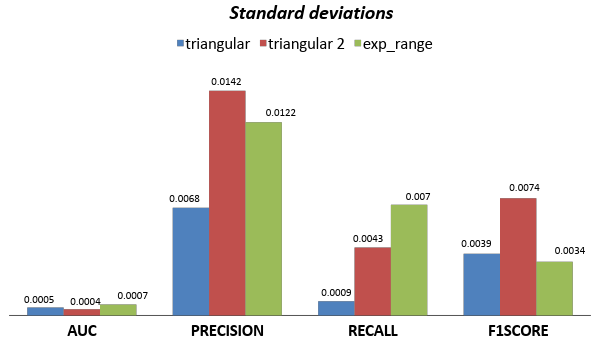 Standard deviations
triangular triangular 2 exp_range
0.0005 0.0004 0.0007
0.0068 0.0142 0.0122
0.0009 0.0043 0.007
0.0039 0.0074 0.0034
AUC PRECISION RECALL F1SCORE